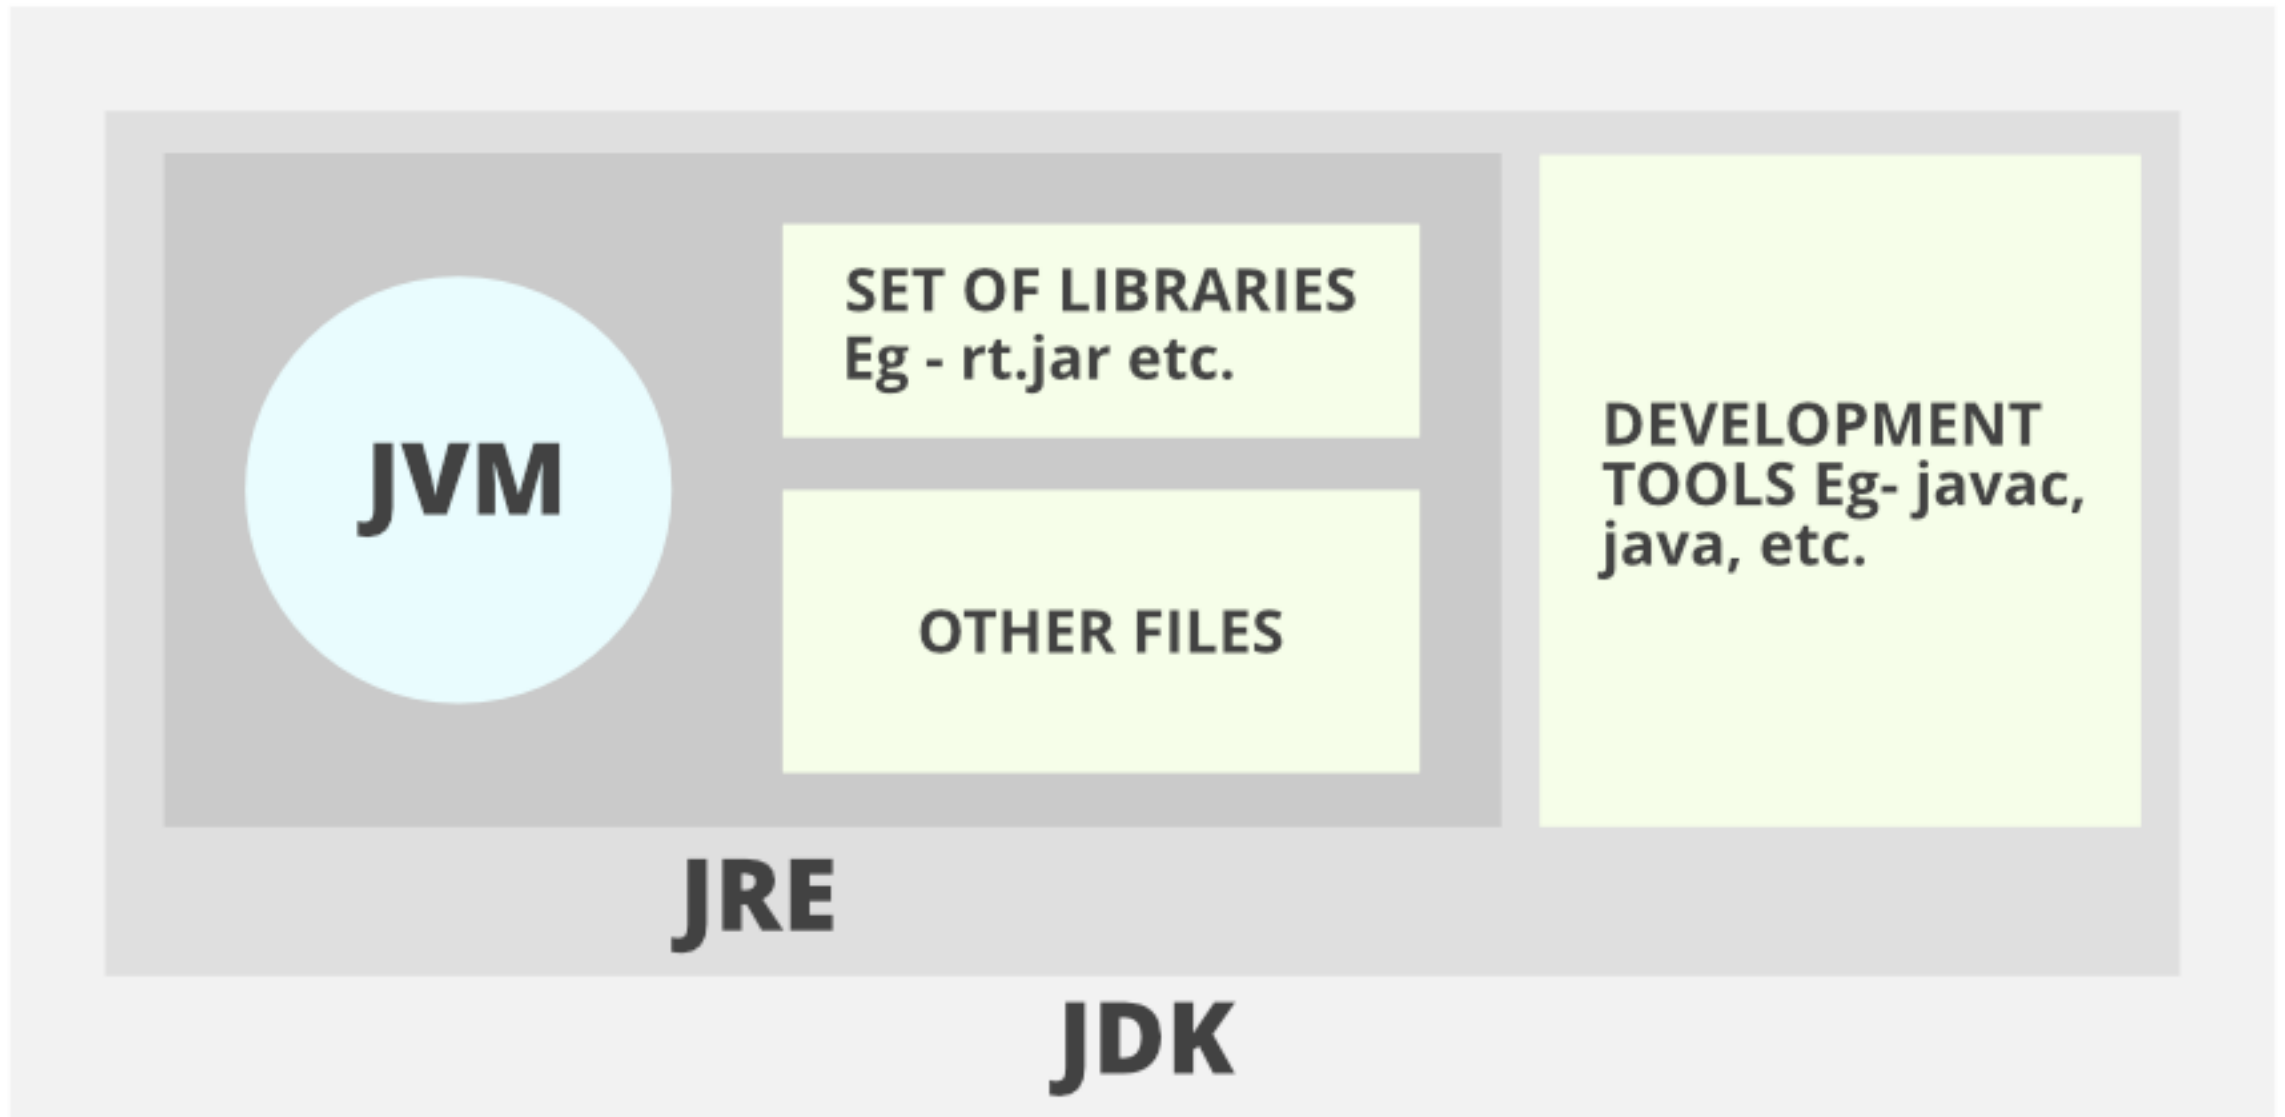 JVM
SET OF LIBRARIES
Eg - rt.jar etc.
OTHER FILES
DEVELOPMENT
TOOLS Eg- javac,
java, etc.
JRE
JDK